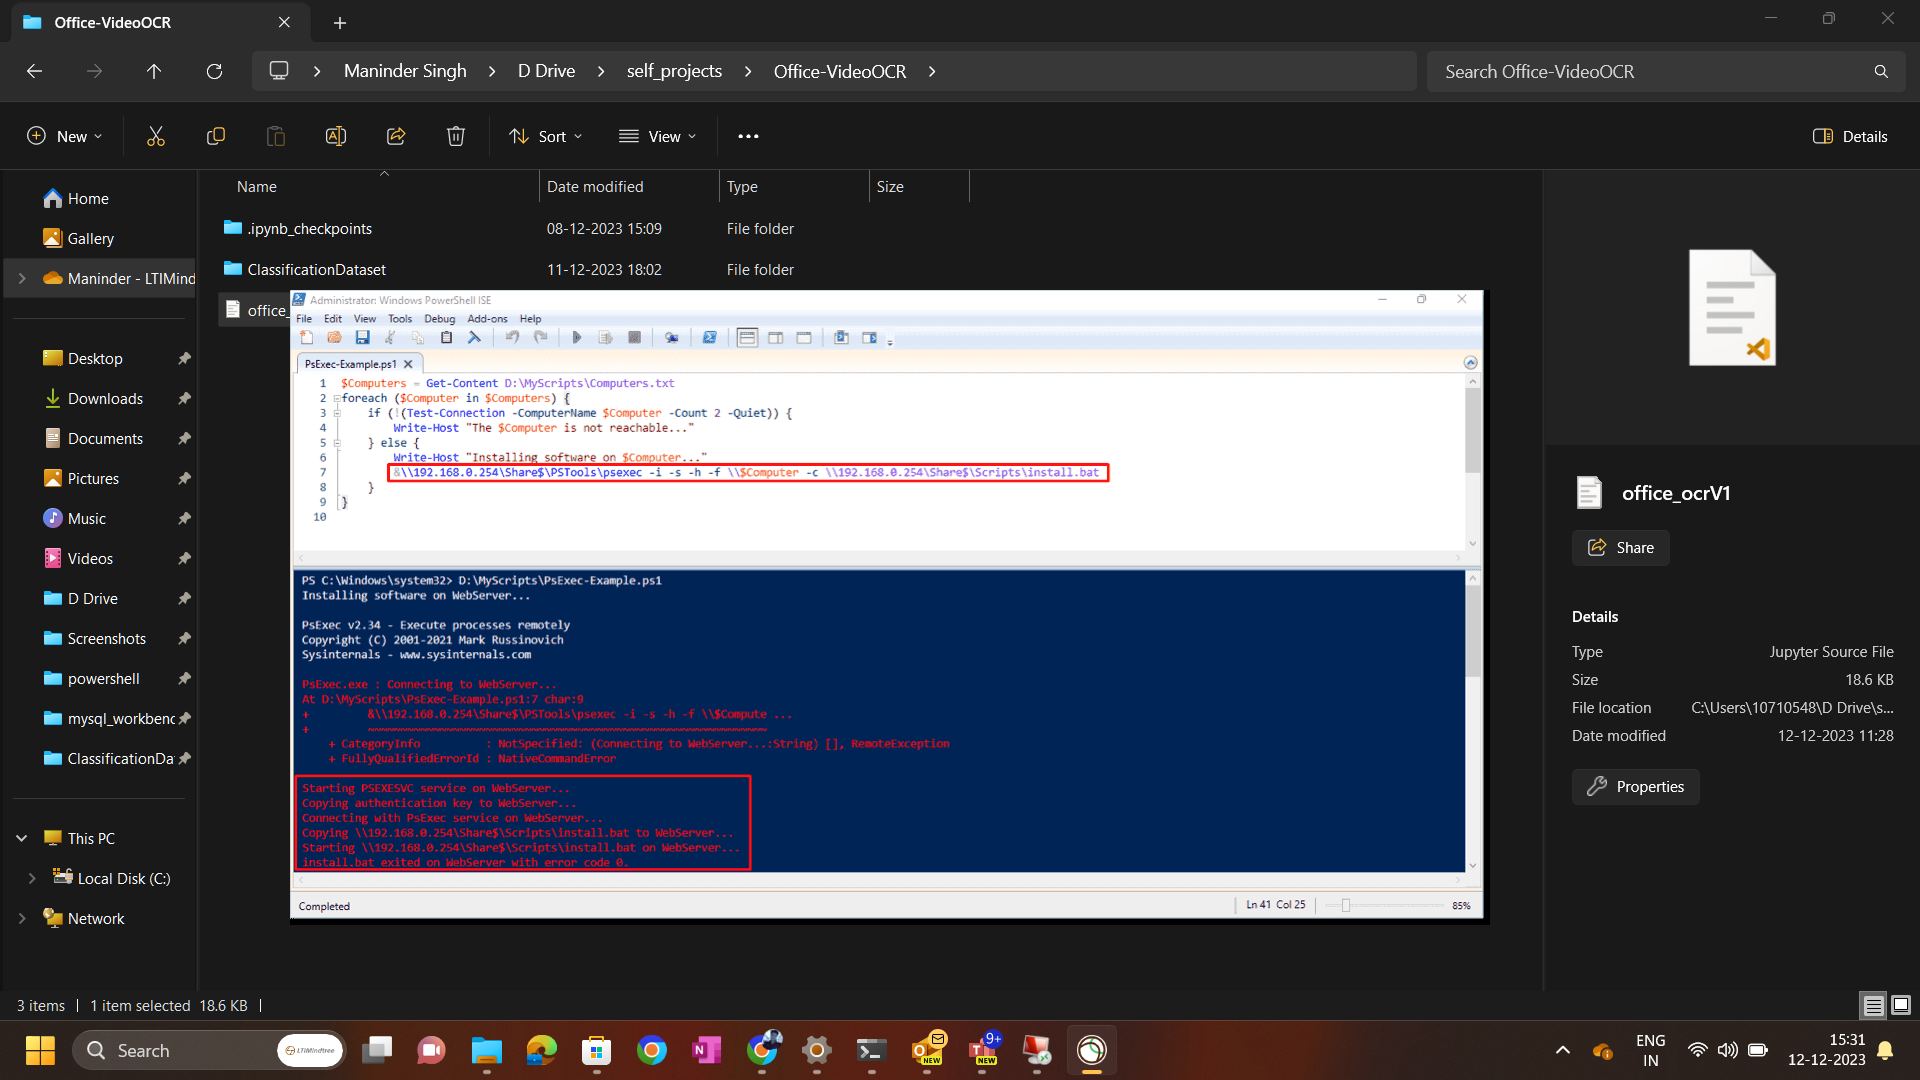 Office-VideoOCR
Maninder Singh
D Drive
self_projects
Office-VideoOCR
Search Office-VideoOCR
New
Sort
View
Details
Home
Gallery
Maninder - LTIMind
Desktop
Downloads
Documents
Pictures
Music
Videos
D Drive
Screenshots
powershell
mysql_workbenc
ClassificationDa
This PC
Local Disk (C:)
Network
Name Date modified Type Size
.ipynb_checkpoints 08-12-2023 15:09 File folder
ClassificationDataset 11-12-2023 18:02 File folder
office_
Administrator: Windows PowerShell ISE
File Edit View Tools Debug Add-ons Help
PsExec-Example.ps1
1 $Computers = Get-Content D:\MyScripts\Computers.txt
2 foreach ($Computer in $Computers) {
3 if (!(Test-Connection -ComputerName $Computer -Count 2 -Quiet)) {
4 Write-Host "The $Computer is not reachable..."
5 } else {
6 Write-Host "Installing software on $Computer..."
7 &\\192.168.0.254\Share$\PSTools\psexec -i -s -h -f \\$Computer -c \\192.168.0.254\Share$\Scripts\install.bat
8 }
9 }
10
PS C:\Windows\system32> D:\MyScripts\PsExec-Example.ps1
Installing software on WebServer...
PsExec v2.34 - Execute processes remotely
Copyright (C) 2001-2021 Mark Russinovich
Sysinternals - www.sysinternals.com
PsExec.exe : Connecting to WebServer...
At D:\MyScripts\PsExec-Example.ps1:7 char:9
+ &\\192.168.0.254\Share$\PSTools\psexec -i -s -h -f \\$Compute ...
+ ~~~~~~~~~~~~~~~~~~~~~~~~~~~~~~~~~~~~~~~~~~~~~~~~~~~~~~~~~~~~~
+ CategoryInfo : NotSpecified: (Connecting to WebServer...:String) [], RemoteException
+ FullyQualifiedErrorId : NativeCommandError
Starting PSEXESVC service on WebServer...
Copying authentication key to WebServer...
Connecting with PsExec service on WebServer...
Copying \\192.168.0.254\Share$\Scripts\install.bat to WebServer...
Starting \\192.168.0.254\Share$\Scripts\install.bat on WebServer...
install.bat exited on WebServer with error code 0.
Completed
Ln 41 Col 25
85%
office_ocrV1
Share
Details
Type Jupyter Source File
Size 18.6 KB
File location C:\Users\10710548\D Drive\s...
Date modified 12-12-2023 11:28
Properties
3 items 1 item selected 18.6 KB
Search
LTIMindtree
NEW
9+
NEW
ENG
IN
15:31
12-12-2023